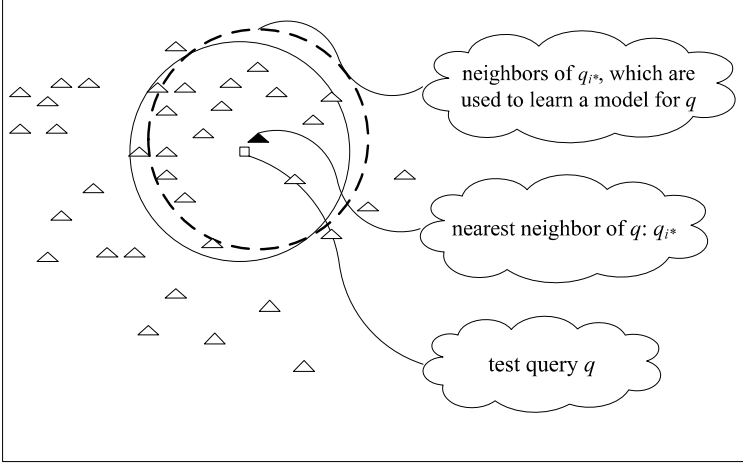 neighbors of q_{i*}, which are
used to learn a model for q
nearest neighbor of q: q_{i*}
test query q